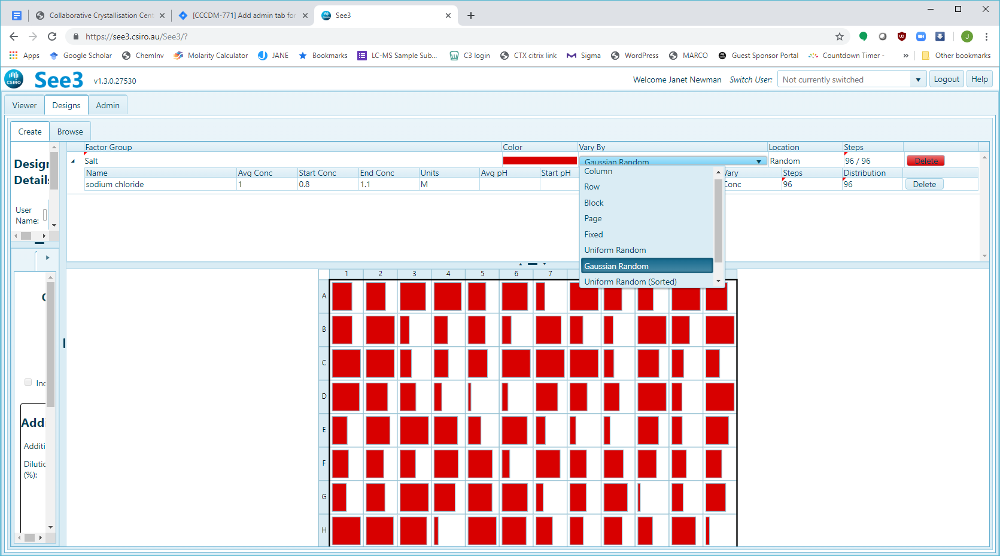 Collaborative Crystallisation Cent
[CCCDM-771] Add admin tab for
See3
https://see3.csiro.au/See3/?
J
Apps
Google Scholar
ChemInv
Molarity Calculator
JANE
Bookmarks
LC-MS Sample Sub...
C3 login
CTX citrix link
Sigma
WordPress
MARCO
Guest Sponsor Portal
Countdown Timer -
»
Other bookmarks
CSIRO
See3
v1.3.0.27530
Welcome Janet Newman
Switch User:
Not currently switched
Logout
Help
Viewer
Designs
Admin
Create
Browse
Design
Details
User
Name:
Factor Group
Color
Vary By
Location
Steps
Salt
Gaussian Random
Random
96 / 96
Delete
Name
Avg Conc
Start Conc
End Conc
Units
Avg pH
Start pH
Vary
Steps
Distribution
sodium chloride
1
0.8
1.1
M
Conc
96
96
Delete
Column
Row
Block
Page
Fixed
Uniform Random
Gaussian Random
Uniform Random (Sorted)
Inc
Addi
Additi
Dilutio
(%):
1 2 3 4 5 6 7
A
B
C
D
E
F
G
H